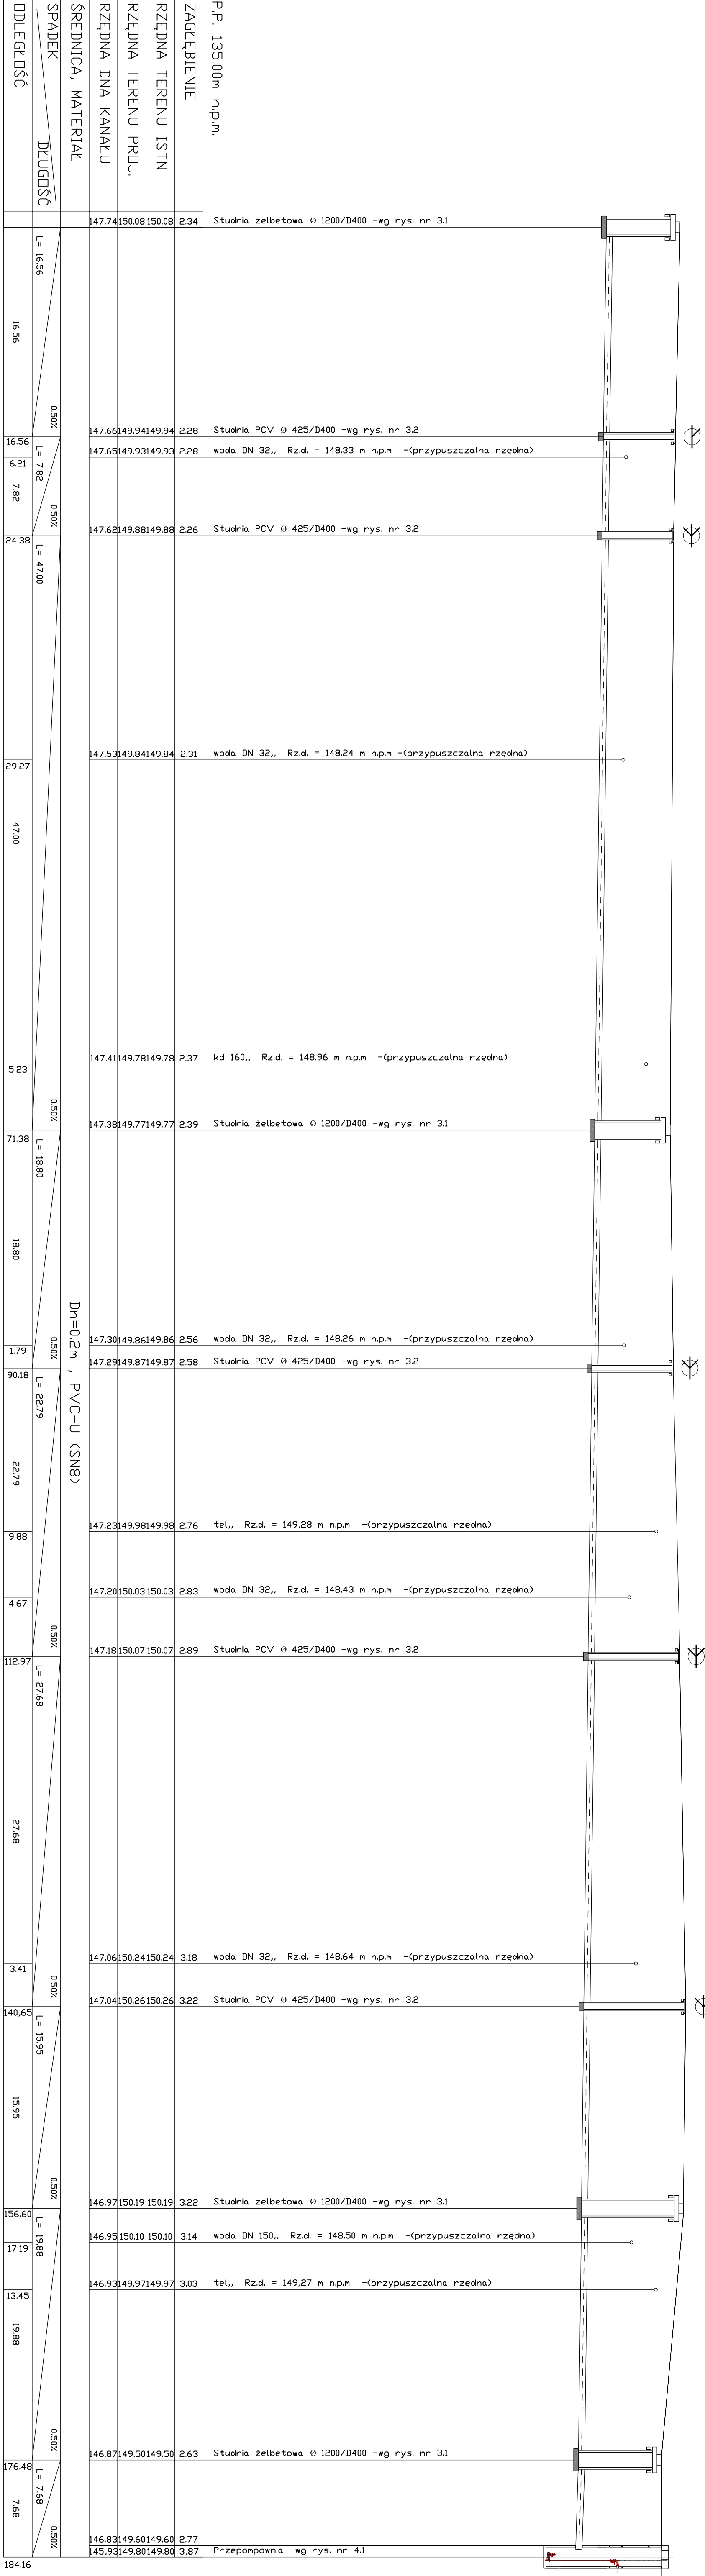 P.P. 135.00m n.p.m.
ZAGŁĘBIENIE
RZĘDNA TERENU ISTN.
RZĘDNA TERENU PROJ.
RZĘDNA DNA KANAŁU
ŚREDNICA, MATERIAŁ
SPADEK
DŁUGOŚĆ
ODLEGŁOŚĆ
147.74 150.08 150.08 2.34 Studnia żelbetowa Ø 1200/D400 -wg rys. nr 3.1
L= 16.56
16.56
0.50%
147.66 149.94 149.94 2.28 Studnia PCV Ø 425/D400 -wg rys. nr 3.2
16.56
L= 7.82
147.65 149.93 149.93 2.28 woda DN 32,, Rz.d. = 148.33 m n.p.m -(przypuszczalna rzędna)
6.21
7.82
0.50%
147.62 149.88 149.88 2.26 Studnia PCV Ø 425/D400 -wg rys. nr 3.2
24.38
L= 47.00
147.53 149.84 149.84 2.31 woda DN 32,, Rz.d. = 148.24 m n.p.m -(przypuszczalna rzędna)
29.27
47.00
147.41 149.78 149.78 2.37 kd 160,, Rz.d. = 148.96 m n.p.m -(przypuszczalna rzędna)
5.23
0.50%
147.38 149.77 149.77 2.39 Studnia żelbetowa Ø 1200/D400 -wg rys. nr 3.1
71.38
L= 18.80
18.80
Dn=0.2m , PVC-U (SN8)
147.30 149.86 149.86 2.56 woda DN 32,, Rz.d. = 148.26 m n.p.m -(przypuszczalna rzędna)
1.79
0.50%
147.29 149.87 149.87 2.58 Studnia PCV Ø 425/D400 -wg rys. nr 3.2
90.18
L= 22.79
22.79
147.23 149.98 149.98 2.76 tel,, Rz.d. = 149,28 m n.p.m -(przypuszczalna rzędna)
9.88
147.20 150.03 150.03 2.83 woda DN 32,, Rz.d. = 148.43 m n.p.m -(przypuszczalna rzędna)
4.67
0.50%
147.18 150.07 150.07 2.89 Studnia PCV Ø 425/D400 -wg rys. nr 3.2
112.97
L= 27.68
27.68
147.06 150.24 150.24 3.18 woda DN 32,, Rz.d. = 148.64 m n.p.m -(przypuszczalna rzędna)
3.41
0.50%
147.04 150.26 150.26 3.22 Studnia PCV Ø 425/D400 -wg rys. nr 3.2
140,65
L= 15.95
15.95
0.50%
146.97 150.19 150.19 3.22 Studnia żelbetowa Ø 1200/D400 -wg rys. nr 3.1
156.60
L= 19.88
146.95 150.10 150.10 3.14 woda DN 150,, Rz.d. = 148.50 m n.p.m -(przypuszczalna rzędna)
17.19
146.93 149.97 149.97 3.03 tel,, Rz.d. = 149,27 m n.p.m -(przypuszczalna rzędna)
13.45
19.88
0.50%
146.87 149.50 149.50 2.63 Studnia żelbetowa Ø 1200/D400 -wg rys. nr 3.1
176.48
L= 7.68
7.68
0.50%
146.83 149.60 149.60 2.77
145,93 149.80 149.80 3,87 Przepompownia -wg rys. nr 4.1
184.16